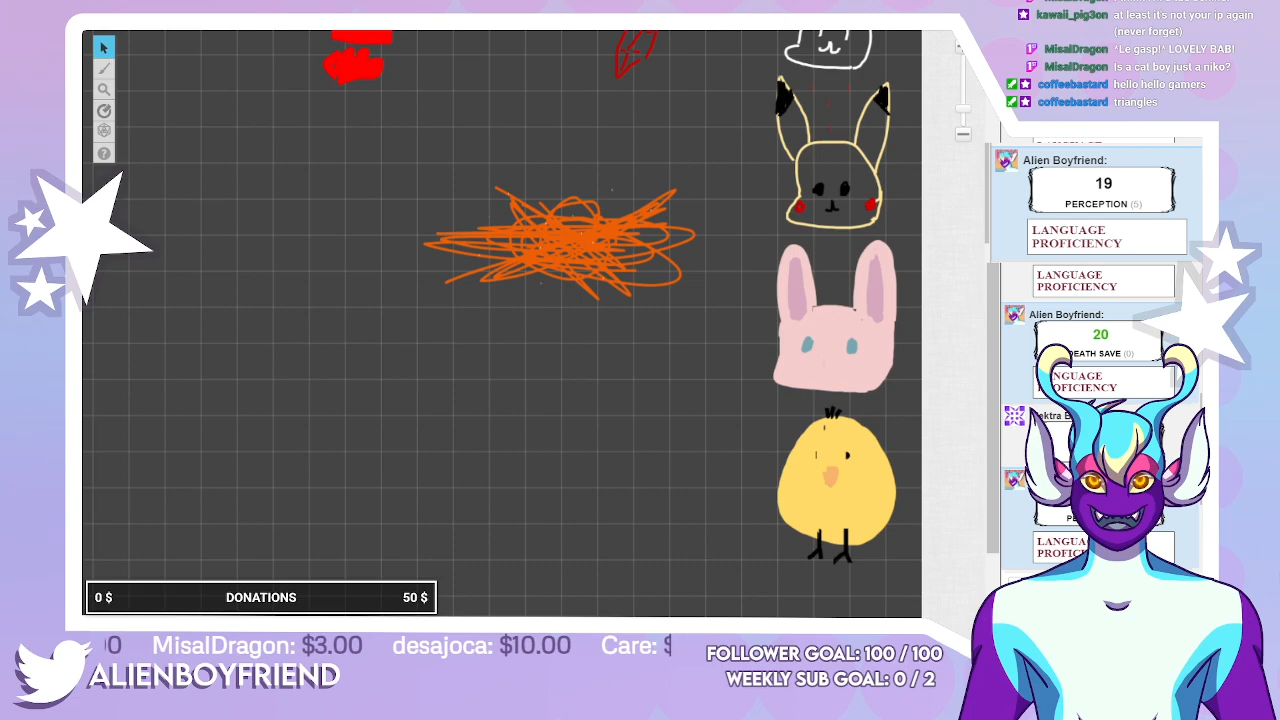 kawaii_pig3on at least it's not your ip again
(never forget)
MisalDragon *Le gasp!* LOVELY BAB!
MisalDragon Is a cat boy just a niko?
coffeebastard hello hello gamers
coffeebastard triangles
Alien Boyfriend:
19
PERCEPTION (5)
LANGUAGE
PROFICIENCY
LANGUAGE
PROFICIENCY
Alien Boyfriend:
20
DEATH SAVE (0)
PROFICIENCY
0 $ DONATIONS 50 $
MisalDragon: $3.00 desajoca: $10.00 Care: $
ALIENBOYFRIEND
FOLLOWER GOAL: 100 / 100
WEEKLY SUB GOAL: 0 / 2